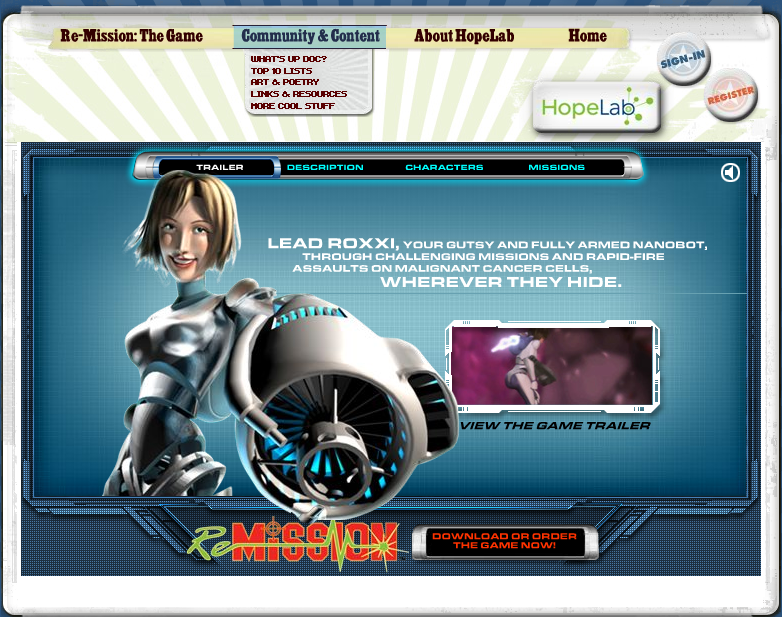 Re-Mission: The Game
Community & Content
About HopeLab
Home
WHAT'S UP DOC?
TOP 10 LISTS
ART & POETRY
LINKS & RESOURCES
MORE COOL STUFF
SIGN-IN
REGISTER
HOPELAB
TRAILER
DESCRIPTION
CHARACTERS
MISSIONS
LEAD ROXXI, YOUR GUTSY AND FULLY ARMED NANOBOT,
THROUGH CHALLENGING MISSIONS AND RAPID-FIRE
ASSAULTS ON MALIGNANT CANCER CELLS,
WHEREVER THEY HIDE.
VIEW THE GAME TRAILER
Re-MISSION
DOWNLOAD OR ORDER
THE GAME NOW!